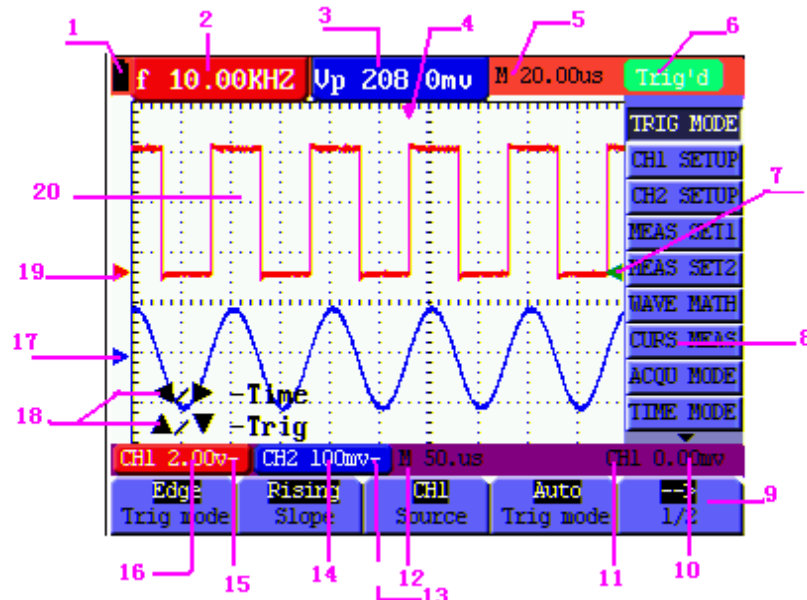 1 2 3 4 5 6
f 10.00KHZ Vp 208 0mv M 20.00us Trig'd
TRIG MODE
CH1 SETUP
CH2 SETUP
7
20
MEAS SET1
19
MEAS SET2
WAVE MATH
17
CURS MEAS
8
ACQU MODE
18
◀/▶ -Time
TIME MODE
▲/▼ -Trig
CH1 2.00v- CH2 100mv- M 50.us CH1 0.00mv
Edge Rising CH1 Auto -->
Trig mode Slope Source Trig mode 1/2
9
16 15 14 12 11 10
13